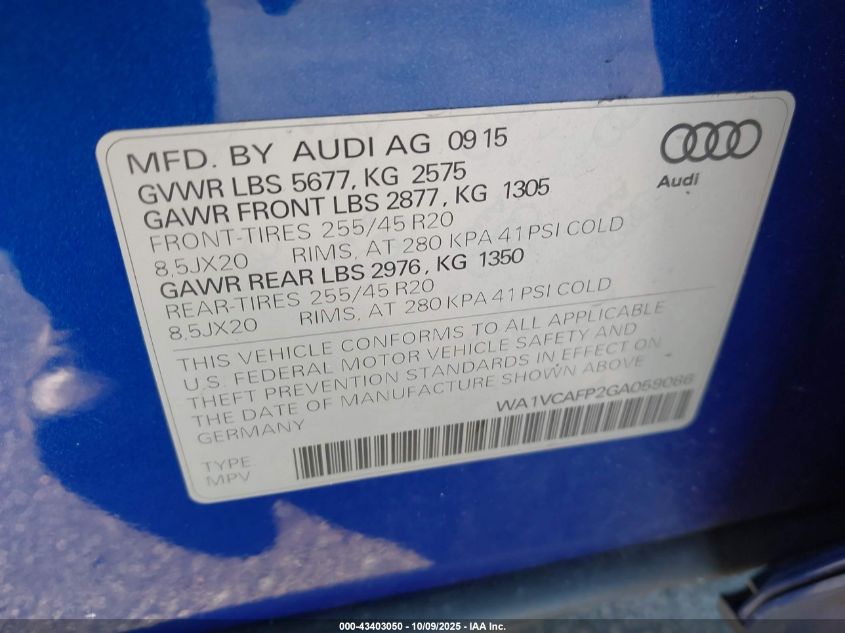 MFD. BY AUDI AG 09 15
GVWR LBS 5677, KG 2575
GAWR FRONT LBS 2877, KG 1305
FRONT-TIRES 255/45 R20
8,5JX20 RIMS, AT 280 KPA 41 PSI COLD
GAWR REAR LBS 2976, KG 1350
REAR-TIRES 255/45 R20
8,5JX20 RIMS, AT 280 KPA 41 PSI COLD
Audi
THIS VEHICLE CONFORMS TO ALL APPLICABLE
U.S. FEDERAL MOTOR VEHICLE SAFETY AND
THEFT PREVENTION STANDARDS IN EFFECT ON
THE DATE OF MANUFACTURE SHOWN ABOVE
GERMANY
WA1VCAFP2GA059086
TYPE
MPV
000-43403050 - 10/09/2025 - IAA Inc.